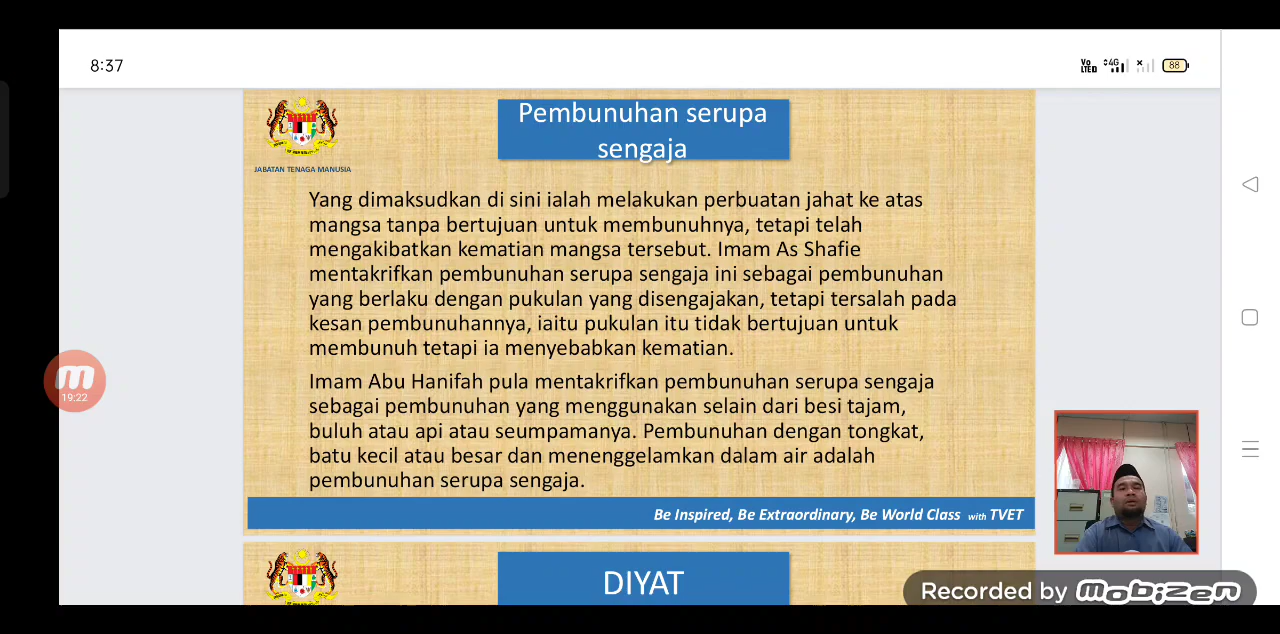 8:37
Vo
LTED
4G
88
Pembunuhan serupa
sengaja
JABATAN TENAGA MANUSIA
Yang dimaksudkan di sini ialah melakukan perbuatan jahat ke atas
mangsa tanpa bertujuan untuk membunuhnya, tetapi telah
mengakibatkan kematian mangsa tersebut. Imam As Shafie
mentakrifkan pembunuhan serupa sengaja ini sebagai pembunuhan
yang berlaku dengan pukulan yang disengajakan, tetapi tersalah pada
kesan pembunuhannya, iaitu pukulan itu tidak bertujuan untuk
membunuh tetapi ia menyebabkan kematian.
Imam Abu Hanifah pula mentakrifkan pembunuhan serupa sengaja
sebagai pembunuhan yang menggunakan selain dari besi tajam,
buluh atau api atau seumpamanya. Pembunuhan dengan tongkat,
batu kecil atau besar dan menenggelamkan dalam air adalah
pembunuhan serupa sengaja.
19:22
Be Inspired, Be Extraordinary, Be World Class with TVET
DIYAT
Recorded by mobizen